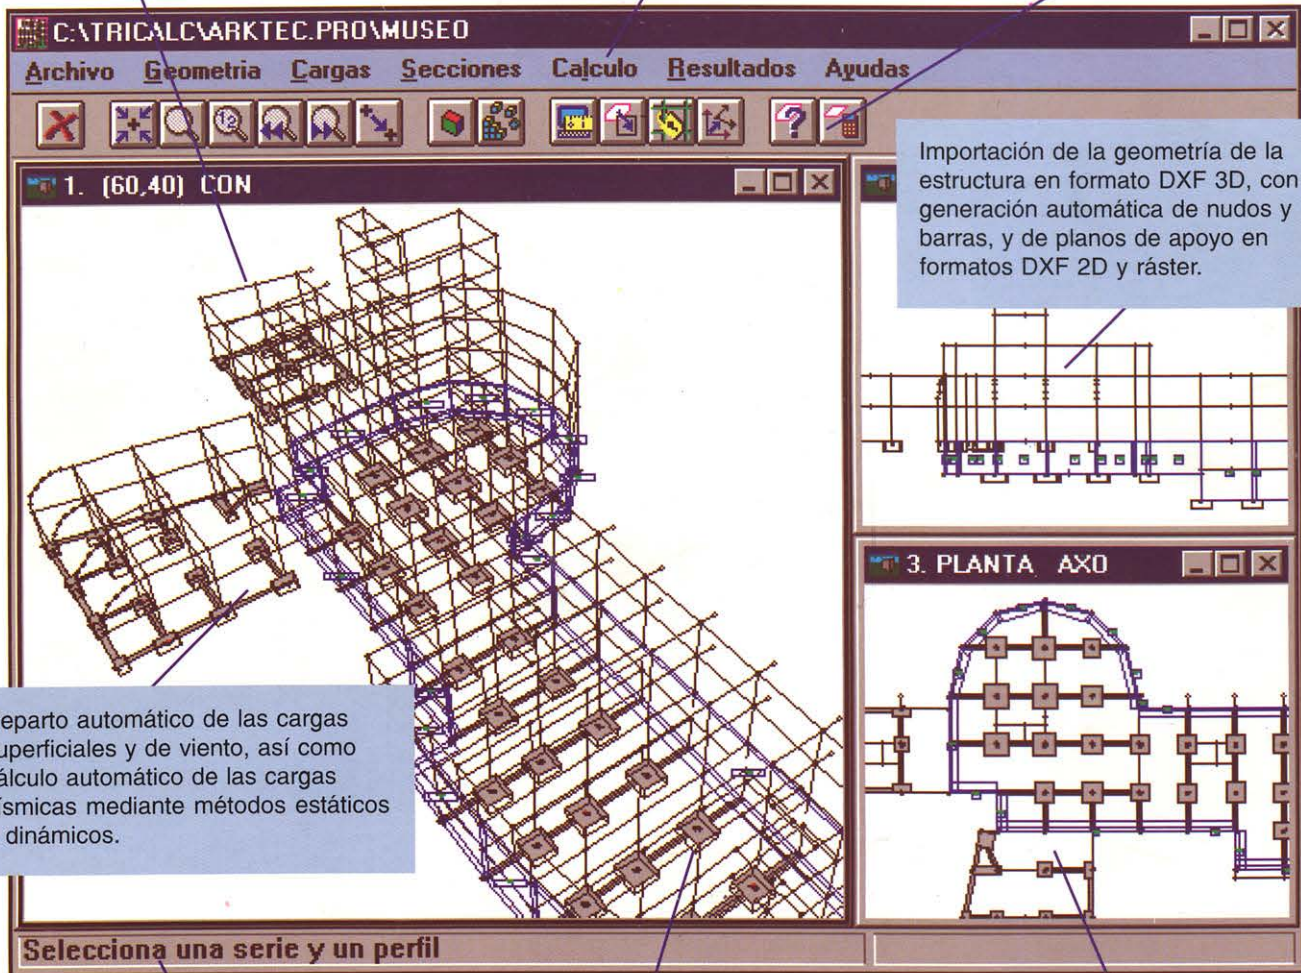 C:\TRICALC\ARKTEC.PRO\MUSEO
Archivo Geometria Cargas Secciones Calculo Resultados Ayudas
12
?
1. (60,40) CON
Importación de la geometría de la
estructura en formato DXF 3D, con
generación automática de nudos y
barras, y de planos de apoyo en
formatos DXF 2D y ráster.
3. PLANTA AXO
eparto automático de las cargas
uperficiales y de viento, así como
álculo automático de las cargas
ísmicas mediante métodos estáticos
dinámicos.
Selecciona una serie y un perfil